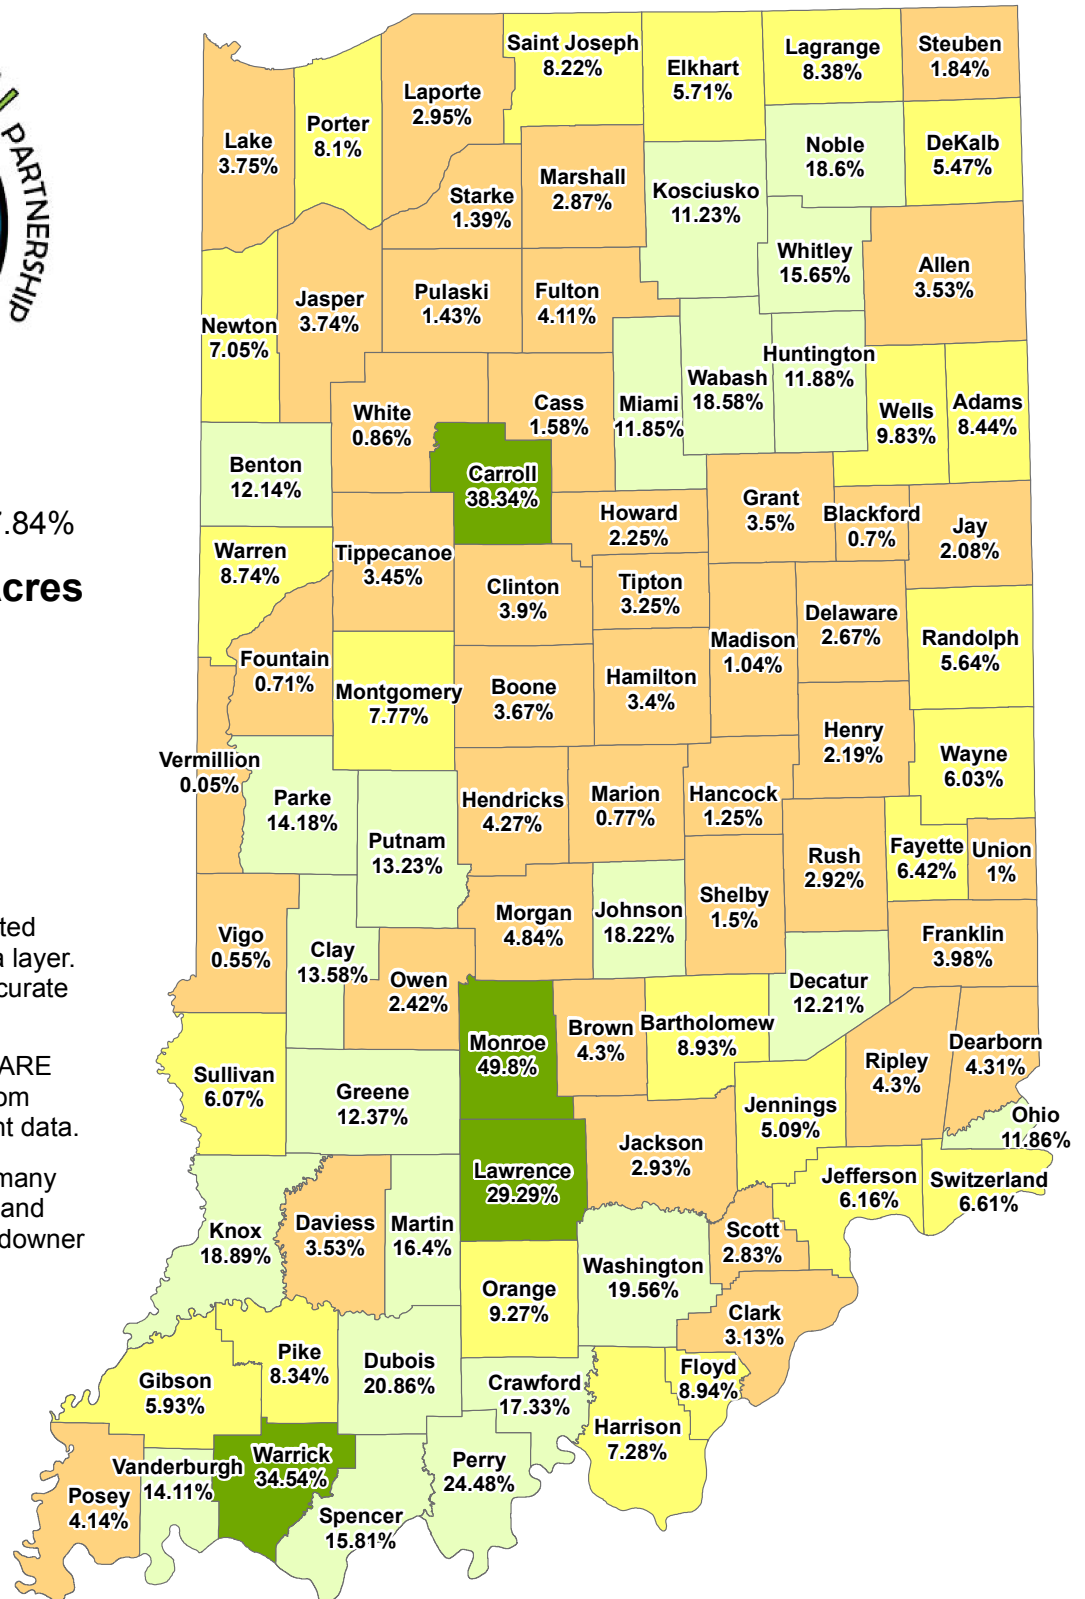 PARTNERSHIP
Saint Joseph
8.22%
Elkhart
5.71%
Lagrange
8.38%
Steuben
1.84%
Laporte
2.95%
Porter
8.1%
Lake
3.75%
Noble
18.6%
DeKalb
5.47%
Marshall
2.87%
Starke
1.39%
Kosciusko
11.23%
Whitley
15.65%
Allen
3.53%
Jasper
3.74%
Pulaski
1.43%
Fulton
4.11%
Newton
7.05%
Huntington
11.88%
Wabash
18.58%
Miami
11.85%
Wells
9.83%
Adams
8.44%
White
0.86%
Cass
1.58%
Carroll
38.34%
Benton
12.14%
Grant
3.5%
Blackford
0.7%
Jay
2.08%
Howard
2.25%
7.84%
Warren
8.74%
Tippecanoe
3.45%
Clinton
3.9%
Tipton
3.25%
cres
Delaware
2.67%
Madison
1.04%
Randolph
5.64%
Fountain
0.71%
Montgomery
7.77%
Boone
3.67%
Hamilton
3.4%
Henry
2.19%
Wayne
6.03%
Vermillion
0.05%
Parke
14.18%
Hendricks
4.27%
Marion
0.77%
Hancock
1.25%
Putnam
13.23%
Rush
2.92%
Fayette
6.42%
Union
1%
Morgan
4.84%
Johnson
18.22%
Shelby
1.5%
Franklin
3.98%
ted
a layer.
curate
Vigo
0.55%
Clay
13.58%
Owen
2.42%
Decatur
12.21%
Monroe
49.8%
Brown
4.3%
Bartholomew
8.93%
Ripley
4.3%
Dearborn
4.31%
ARE
om
nt data.
Sullivan
6.07%
Greene
12.37%
Jennings
5.09%
Ohio
11.86%
Jackson
2.93%
Lawrence
29.29%
Jefferson
6.16%
Switzerland
6.61%
many
and
downer
Knox
18.89%
Daviess
3.53%
Martin
16.4%
Scott
2.83%
Washington
19.56%
Orange
9.27%
Clark
3.13%
Pike
8.34%
Dubois
20.86%
Floyd
8.94%
Gibson
5.93%
Crawford
17.33%
Harrison
7.28%
Warrick
34.54%
Vanderburgh
14.11%
Perry
24.48%
Posey
4.14%
Spencer
15.81%